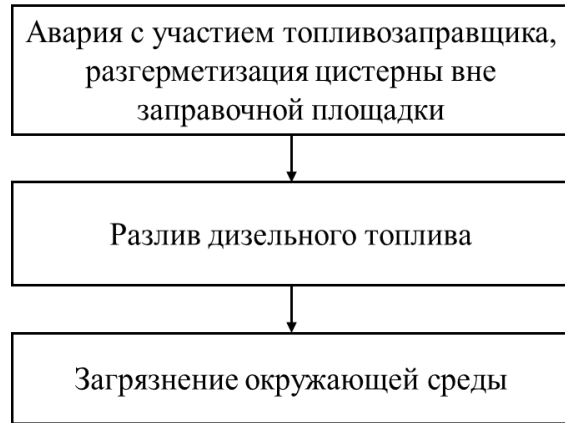 Авария с участием топливозаправщика,
разгерметизация цистерны вне
заправочной площадки
Разлив дизельного топлива
Загрязнение окружающей среды